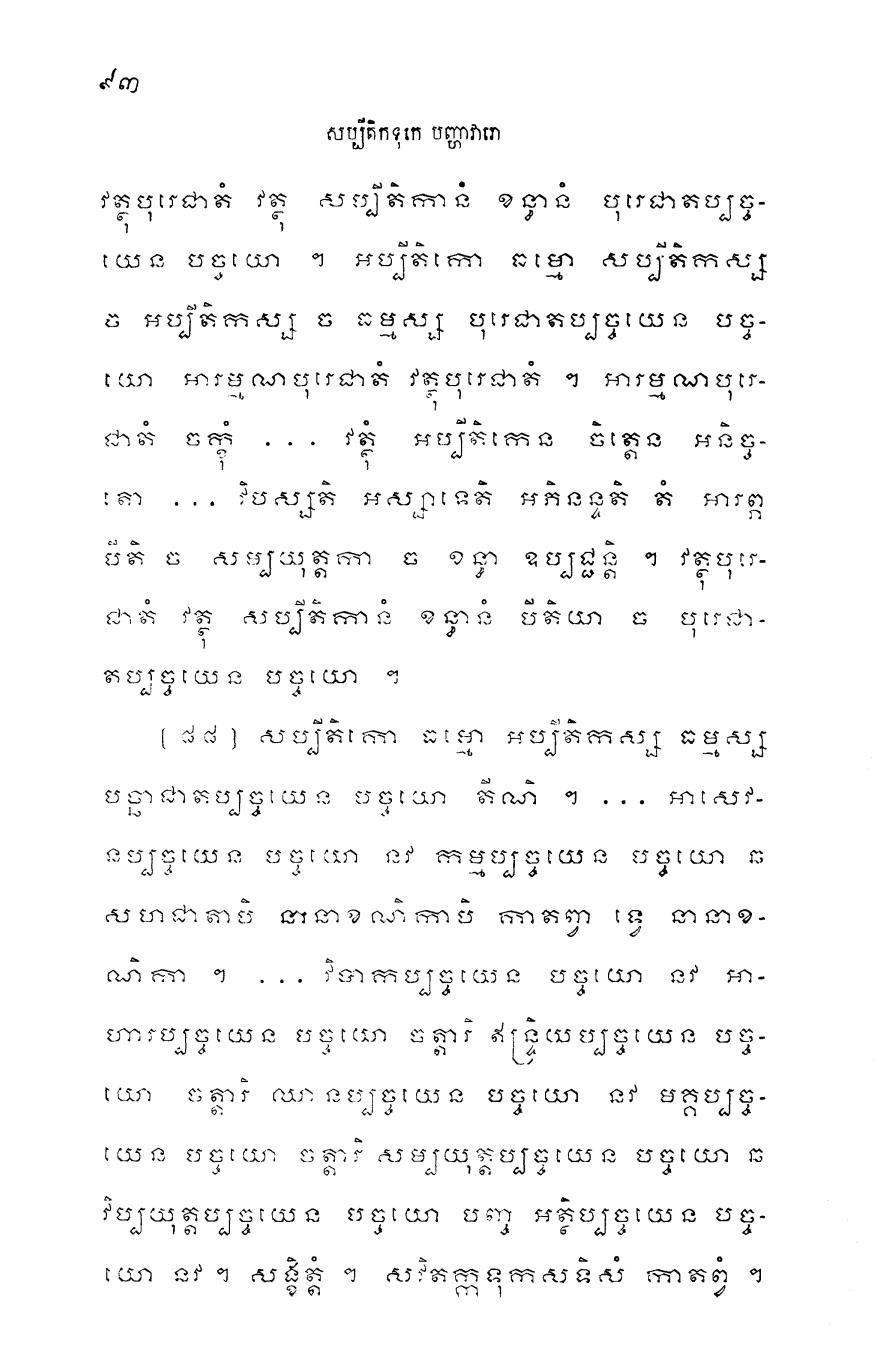 ៩៣
សប្បីតិកទុកេ បញ្ហាវារោ
វត្ថុបុរេជាតំ វត្ថុ សប្បីតិកានំ ខន្ធានំ បុរេជាតប្បច្ច-
យេន បច្ចយោ ។ អប្បីតិកោ ធម្មោ សប្បីតិកស្ស
ច អប្បីតិកស្ស ច ធម្មស្ស បុរេជាតប្បច្ចយេន បច្ច-
យោ អារម្មណបុរេជាតំ វត្ថុបុរេជាតំ ។ អារម្មណបុរេ-
ជាតំ ចក្ខុំ ... វត្ថុំ អប្បីតិកេន ចិត្តេន អនិច្ច-
តោ ... វិបស្សតិ អស្សាទេតិ អភិនន្ទតិ តំ អារព្ភ
បីតិ ច សម្បយុត្តកា ច ខន្ធា ឧប្បជ្ជន្តិ ។ វត្ថុបុរេ-
ជាតំ វត្ថុ សប្បីតិកានំ ខន្ធានំ បីតិយា ច បុរេជា-
តប្បច្ចយេន បច្ចយោ ។
[៨៨] សប្បីតិកោ ធម្មោ អប្បីតិកស្ស ធម្មស្ស
បច្ឆាជាតប្បច្ចយេន បច្ចយោ តីណិ ។ ... អាសេវ-
នប្បច្ចយេន បច្ចយោ នវ កម្មប្បច្ចយេន បច្ចយោ ឆ
សហជាតាបិ នានាខណិកាបិ កាតព្វា ទ្វេ នានាខ-
ណិកា ។ ... វិបាកប្បច្ចយេន បច្ចយោ នវ អា-
ហារប្បច្ចយេន បច្ចយោ ចត្តារិ ឥន្ទ្រិយប្បច្ចយេន បច្ច-
យោ ចត្តារិ ឈានប្បច្ចយេន បច្ចយោ នវ មគ្គប្បច្ច-
យេន បច្ចយោ ចត្តារិ សម្បយុត្តប្បច្ចយេន បច្ចយោ ឆ
វិប្បយុត្តប្បច្ចយេន បច្ចយោ បញ្ច អត្ថិប្បច្ចយេន បច្ច-
យោ នវ ។ សង្ខិត្តំ ។ សវិតក្កទុកសទិសំ កាតព្វំ ។